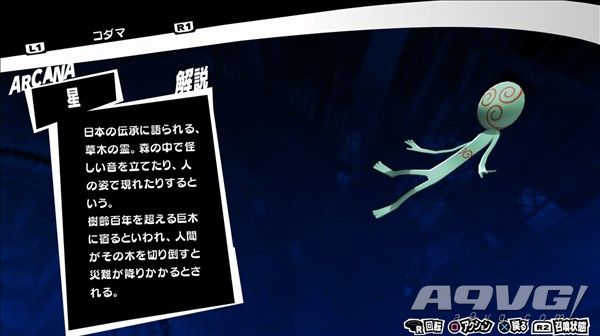 L1
コダマ
R1
ARCANA
星
解説
日本の伝承に語られる、
草木の霊。森の中で怪
しい音を立てたり、人
の姿で現れたりすると
いう。
樹齢百年を超える巨木
に宿るといわれ、人間
がその木を切り倒すと
災難が降りかかるとさ
れる。
A9VG!
a9vg.com
R 回転 アクション 戻る R2 召喚状態